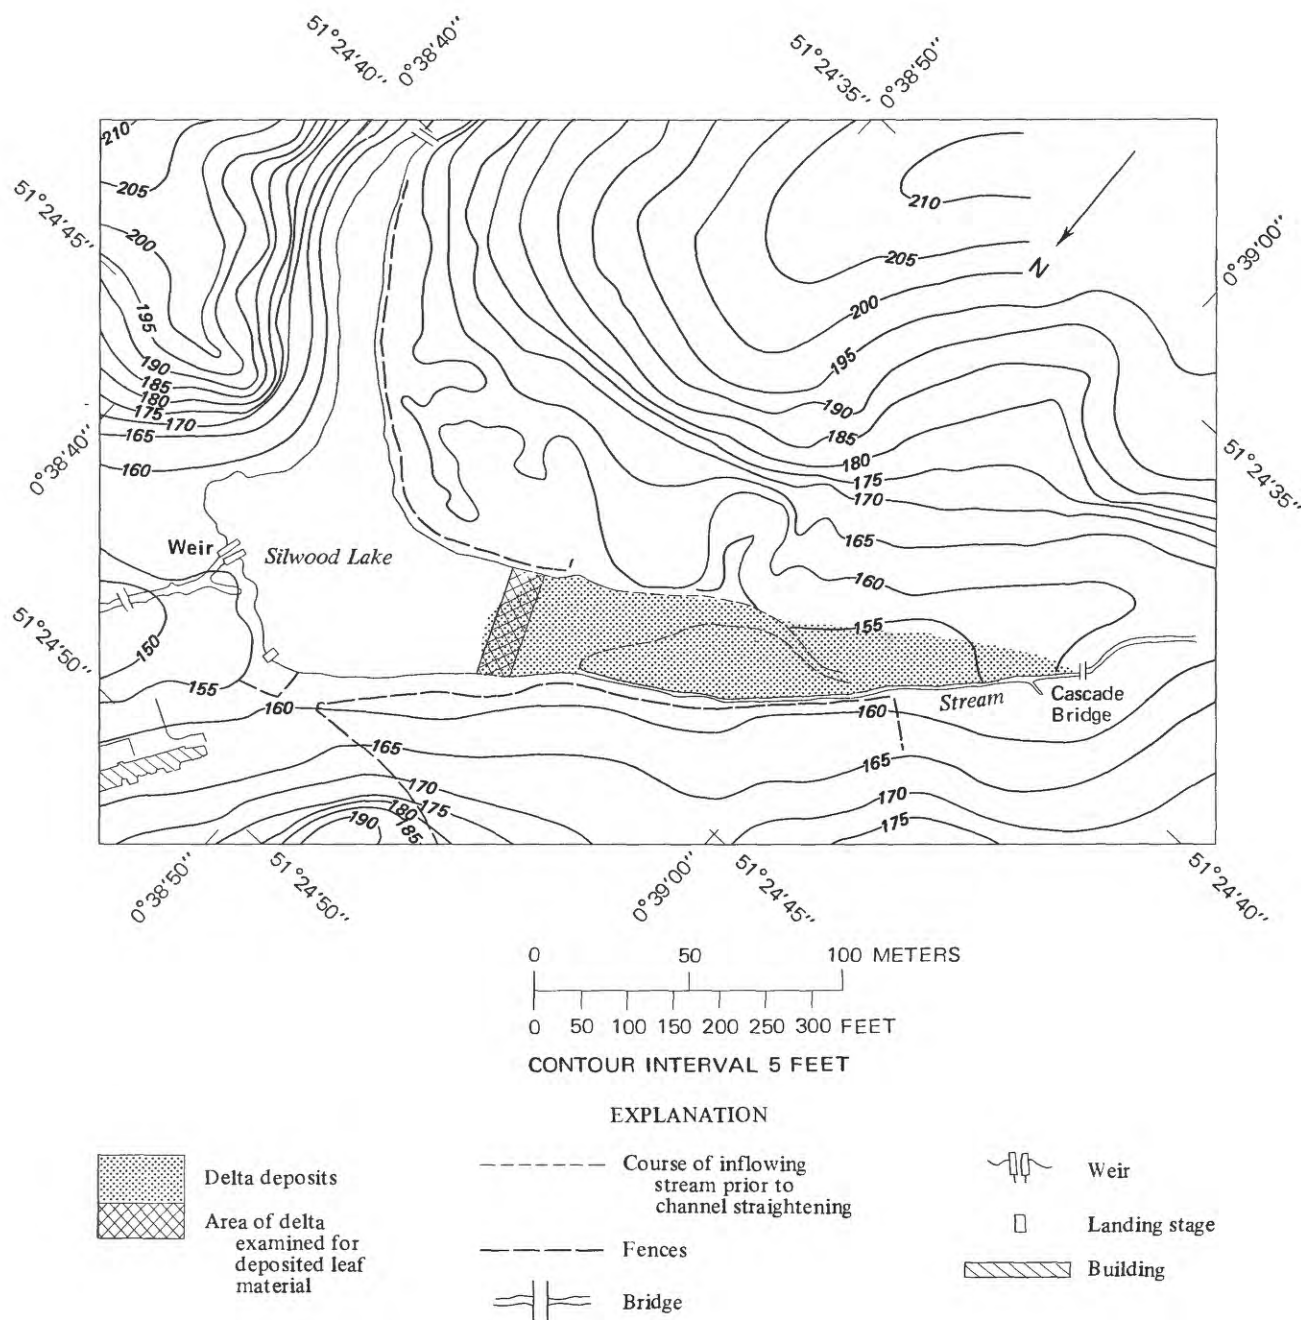 51°24′40″
0°38′40″
51°24′35″
0°38′50″
210
205
200
195
190
185
180
175
170
165
160
210
205
200
195
190
185
180
175
170
165
160
155
N
51°24′45″
0°39′00″
0°38′40″
51°24′35″
Weir
Silwood Lake
51°24′50″
150
155
160
165
170
175
180
185
190
Stream
Cascade
Bridge
160
165
170
175
0°38′50″
51°24′50″
0°39′00″
51°24′45″
51°24′40″
0 50 100 METERS
0 50 100 150 200 250 300 FEET
CONTOUR INTERVAL 5 FEET
EXPLANATION
Delta deposits
Area of delta
examined for
deposited leaf
material
Course of inflowing
stream prior to
channel straightening
Fences
Bridge
Weir
Landing stage
Building